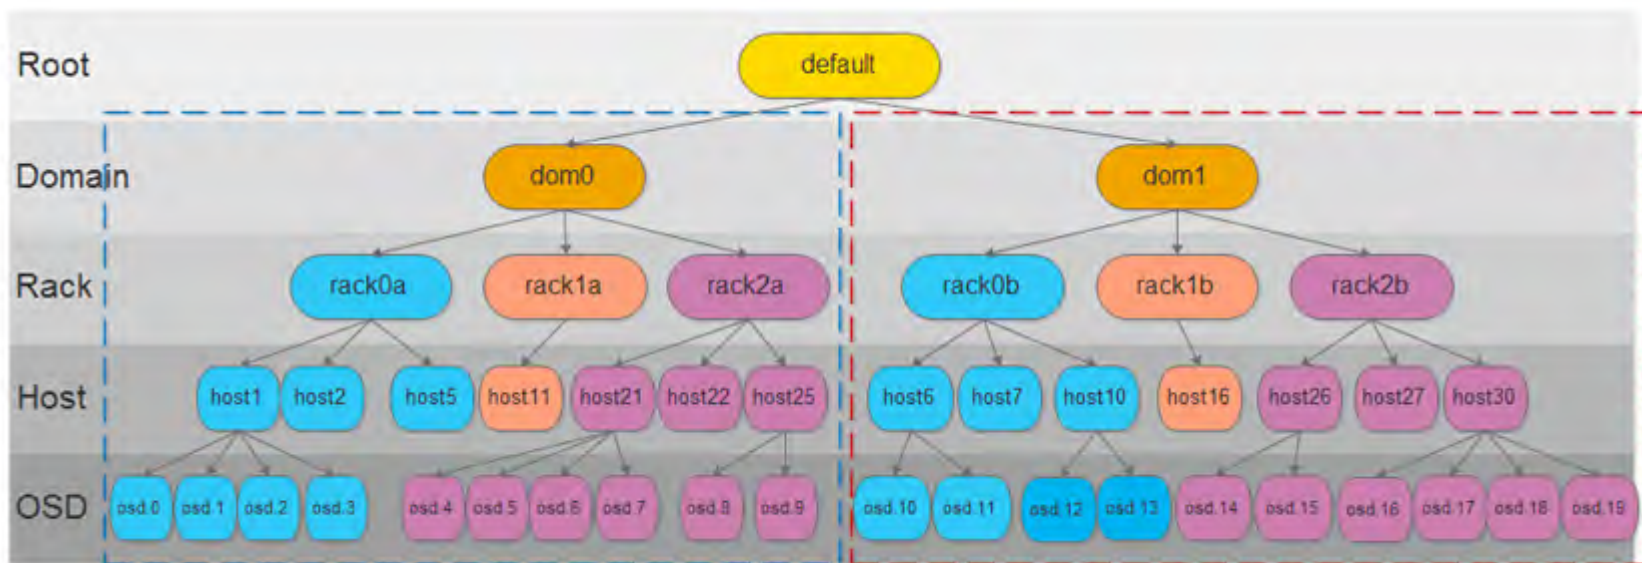 Root default
Domain dom0 dom1
Rack rack0a rack1a rack2a rack0b rack1b rack2b
Host host1 host2 host5 host11 host21 host22 host25 host6 host7 host10 host16 host26 host27 host30
OSD osd.0 osd.1 osd.2 osd.3 osd.4 osd.5 osd.6 osd.7 osd.8 osd.9 osd.10 osd.11 osd.12 osd.13 osd.14 osd.15 osd.16 osd.17 osd.18 osd.19